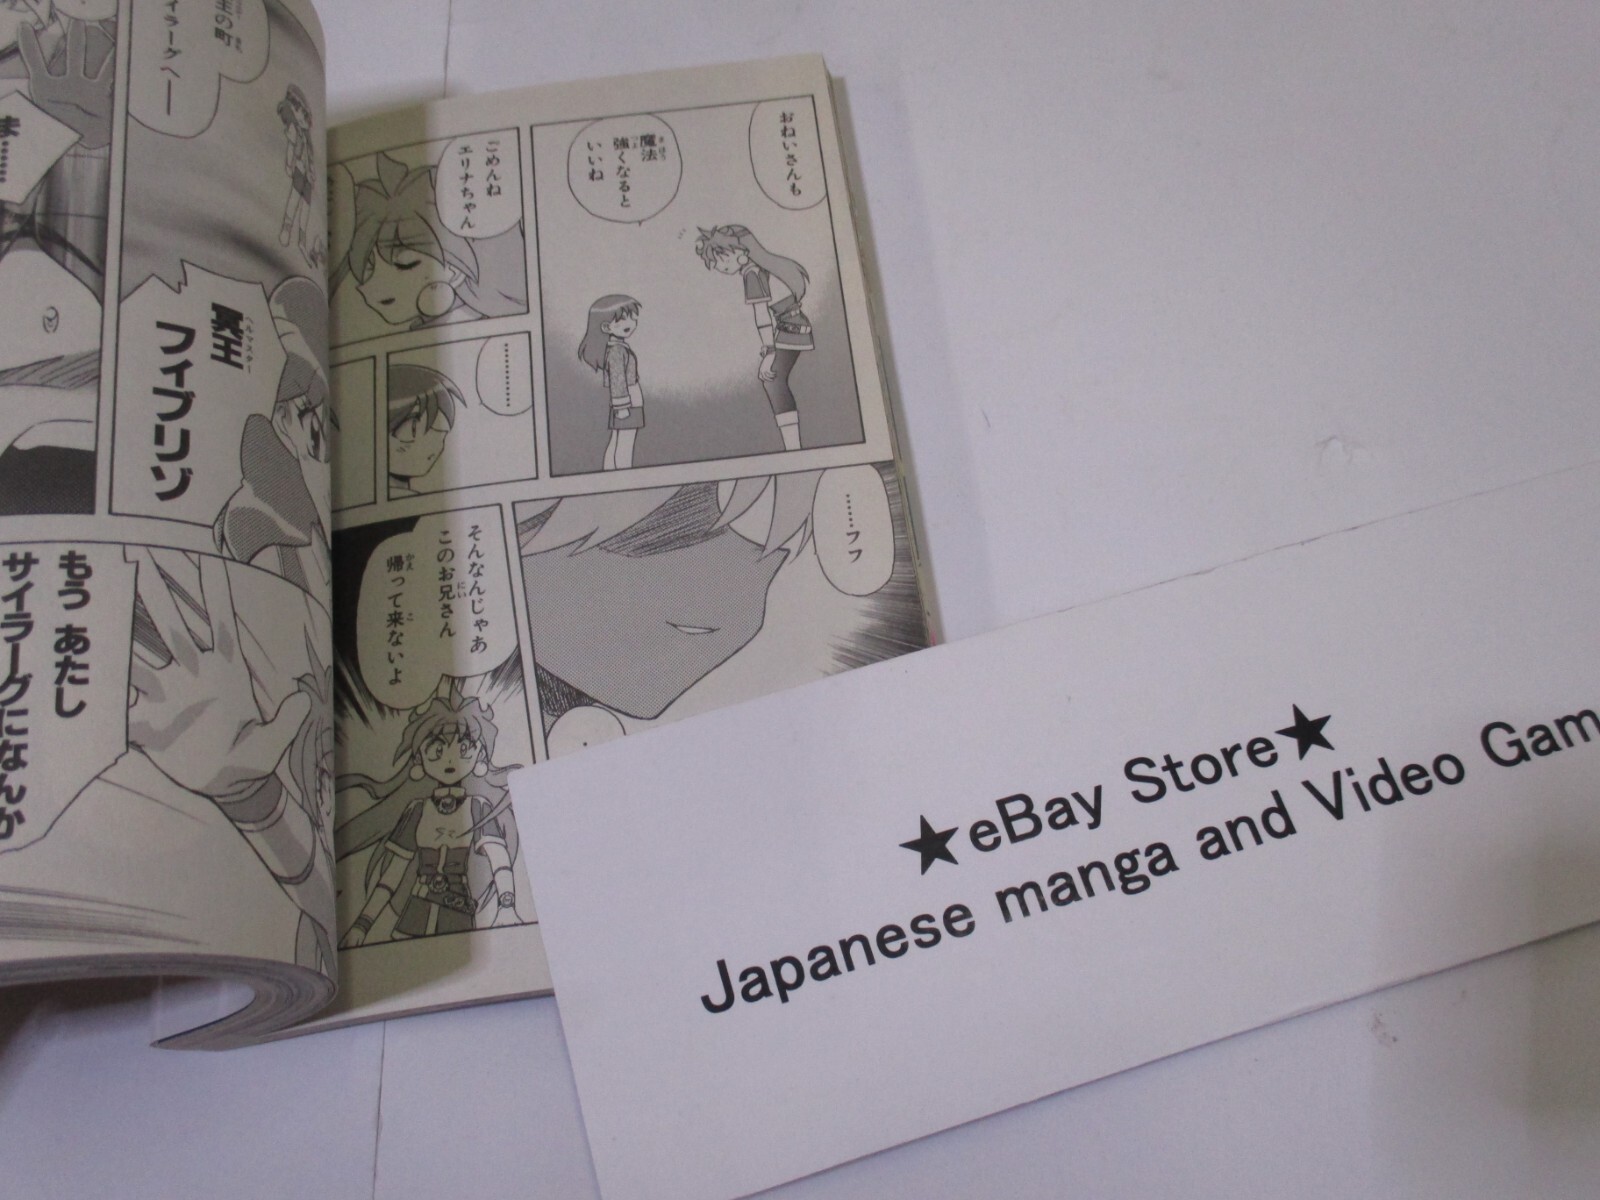 おねいさんも
魔法
強くなると
いいね
ごめんね
エリナちゃん
………
……フフ
そんなんじゃあ
このお兄さん
帰って来ないよ
王の町
イラーグへ——
ま……
冥王
フィブリゾ
もう あたし
サイラーグになんか
★eBay Store★
Japanese manga and Video Gam